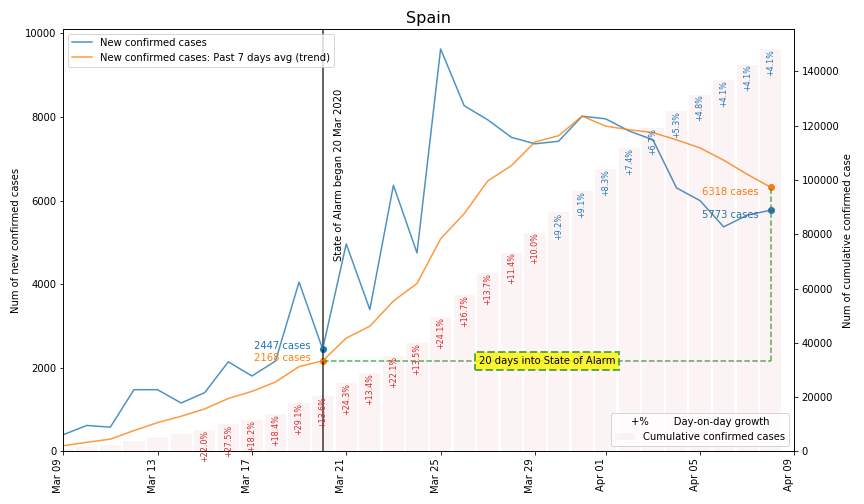 Spain
New confirmed cases
New confirmed cases: Past 7 days avg (trend)
10000
8000
6000
4000
2000
0
Num of new confirmed cases
140000
120000
100000
80000
60000
40000
20000
0
Num of cumulative confirmed case
State of Alarm began 20 Mar 2020
2447 cases
2168 cases
6318 cases
5773 cases
20 days into State of Alarm
+22.0%
+27.5%
+18.2%
+18.4%
+29.1%
+13.6%
+24.3%
+13.4%
+22.1%
+13.5%
+24.1%
+16.7%
+13.7%
+11.4%
+10.0%
+9.2%
+9.1%
+8.3%
+7.4%
+5.3%
+4.8%
+4.1%
+4.1%
+4.1%
+% Day-on-day growth
Cumulative confirmed cases
Mar 09
Mar 13
Mar 17
Mar 21
Mar 25
Mar 29
Apr 01
Apr 05
Apr 09